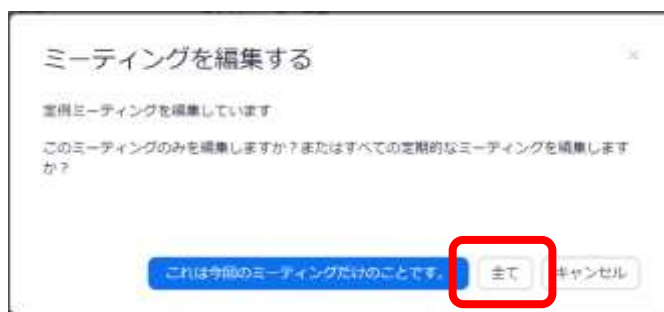 ミーティングを編集する
定例ミーティングを編集しています
このミーティングのみを編集しますか？またはすべての定期的なミーティングを編集します
か？
これは今回のミーティングだけのことです。 全て キャンセル